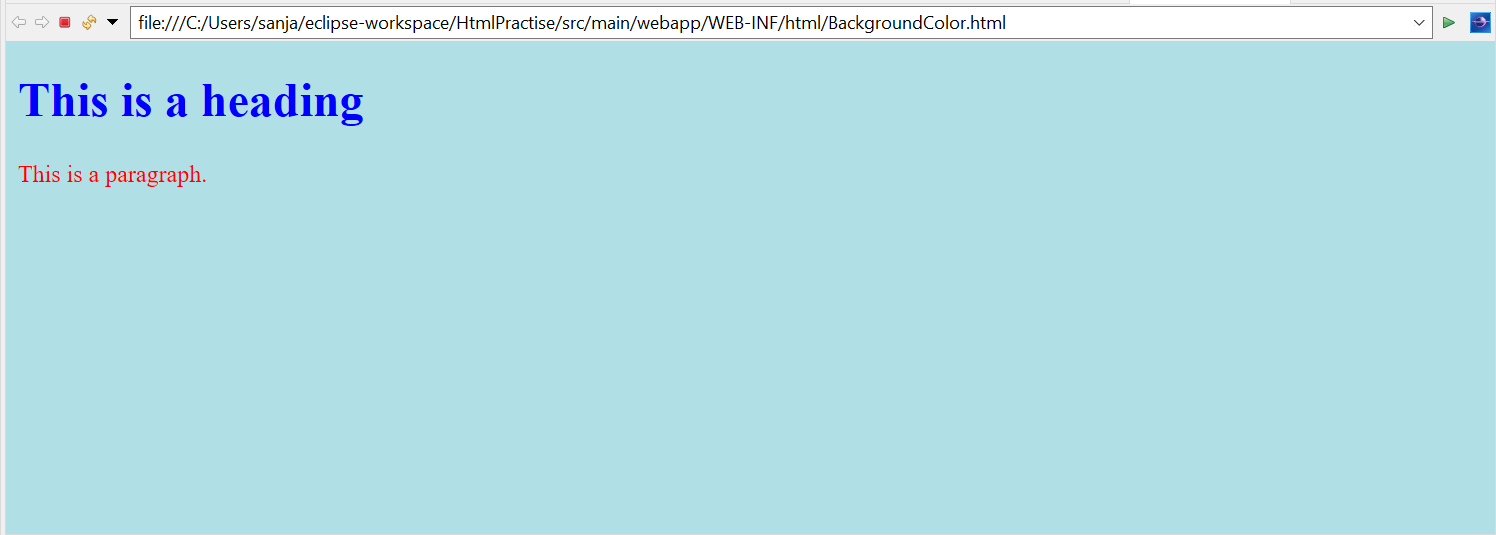 file:///C:/Users/sanja/eclipse-workspace/HtmlPractise/src/main/webapp/WEB-INF/html/BackgroundColor.html
This is a heading
This is a paragraph.